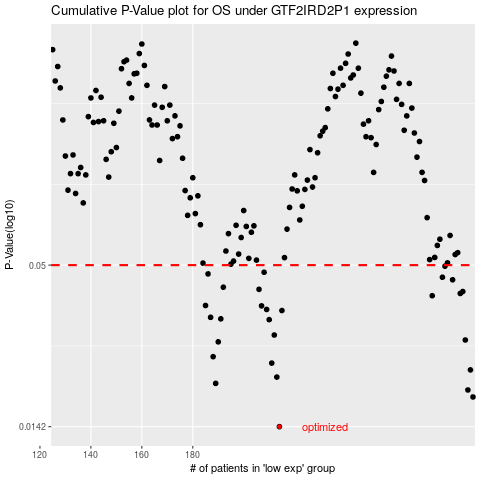 Cumulative P-Value plot for OS under GTF2IRD2P1 expression
P-Value(log10)
0.05
0.0142
optimized
120 140 160 180
# of patients in 'low exp' group